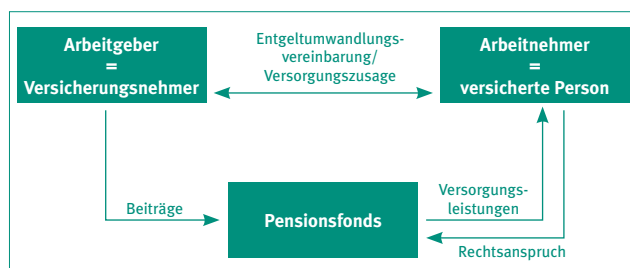 Arbeitgeber
=
Versicherungsnehmer
Entgeltumwandlungs-
vereinbarung/
Versorgungszusage
Arbeitnehmer
=
versicherte Person
Beiträge
Pensionsfonds
Versorgungs-
leistungen
Rechtsanspruch